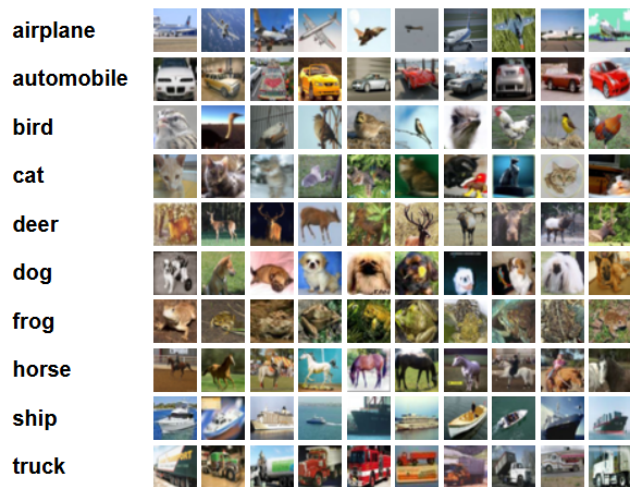 airplane
automobile
bird
cat
deer
dog
frog
horse
ship
truck